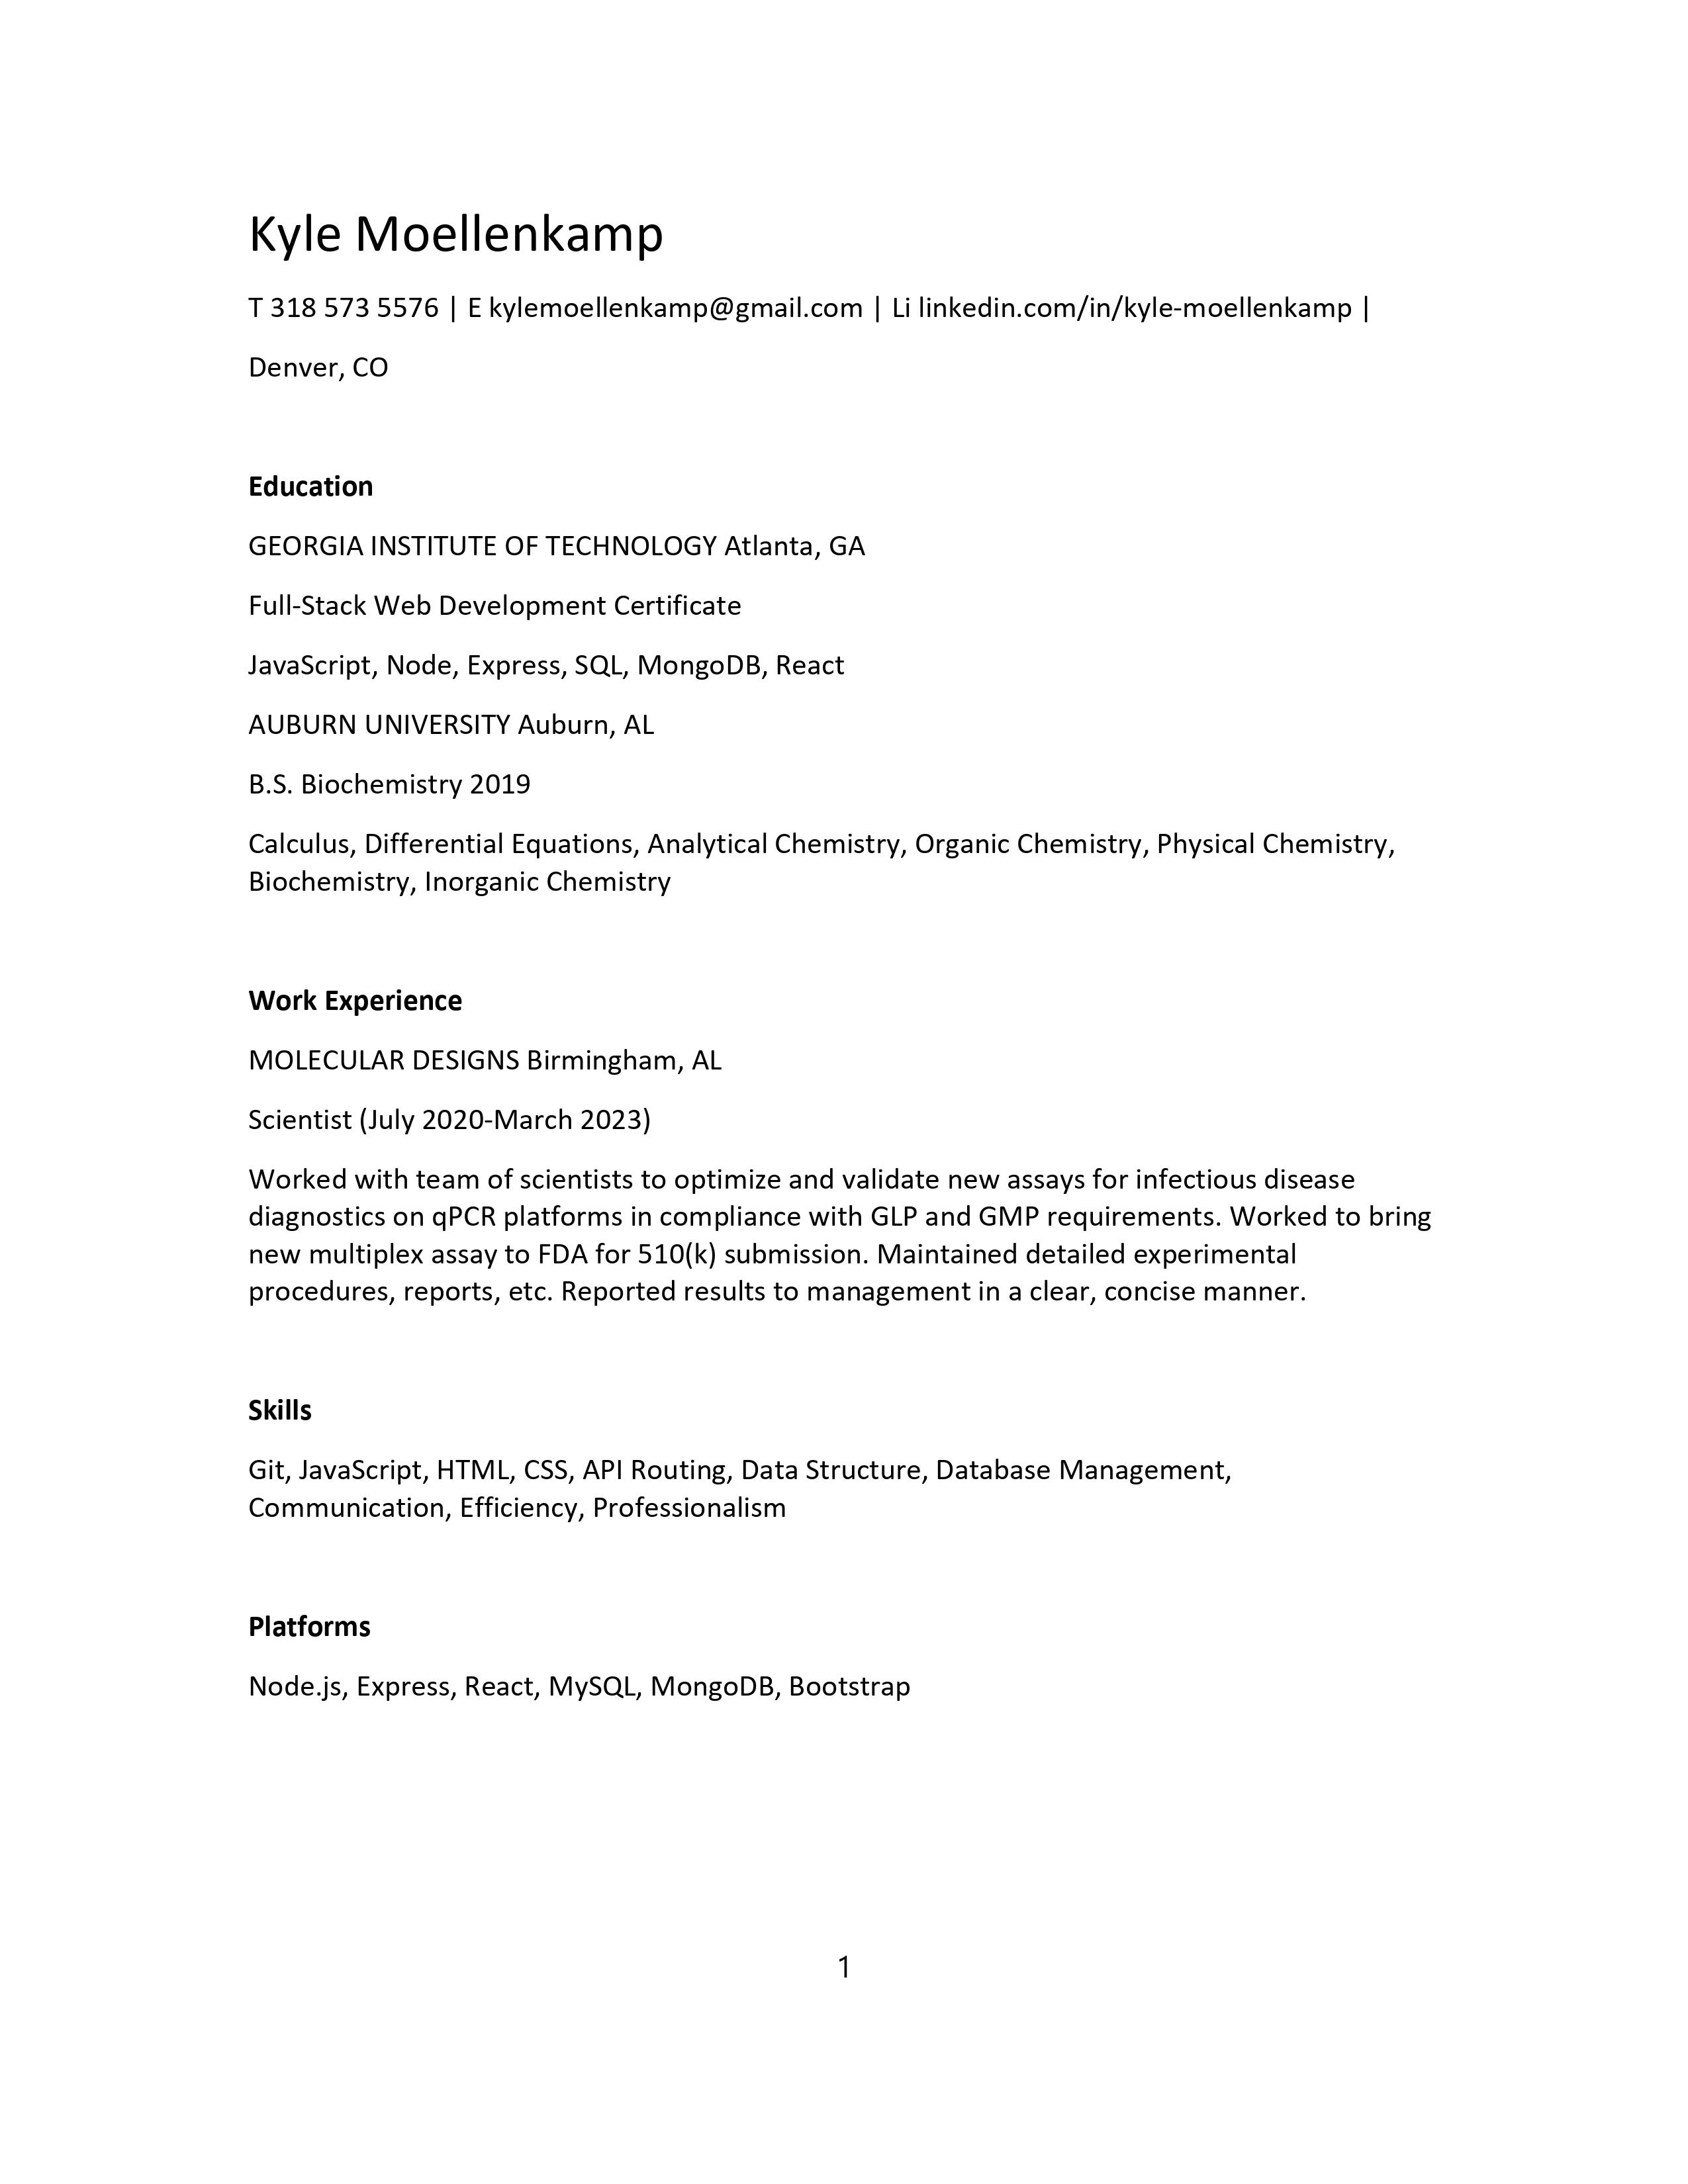 Kyle Moellenkamp
T 318 573 5576 | E kylemoellenkamp@gmail.com | Li linkedin.com/in/kyle-moellenkamp |
Denver, CO
Education
GEORGIA INSTITUTE OF TECHNOLOGY Atlanta, GA
Full-Stack Web Development Certificate
JavaScript, Node, Express, SQL, MongoDB, React
AUBURN UNIVERSITY Auburn, AL
B.S. Biochemistry 2019
Calculus, Differential Equations, Analytical Chemistry, Organic Chemistry, Physical Chemistry,
Biochemistry, Inorganic Chemistry
Work Experience
MOLECULAR DESIGNS Birmingham, AL
Scientist (July 2020-March 2023)
Worked with team of scientists to optimize and validate new assays for infectious disease
diagnostics on qPCR platforms in compliance with GLP and GMP requirements. Worked to bring
new multiplex assay to FDA for 510(k) submission. Maintained detailed experimental
procedures, reports, etc. Reported results to management in a clear, concise manner.
Skills
Git, JavaScript, HTML, CSS, API Routing, Data Structure, Database Management,
Communication, Efficiency, Professionalism
Platforms
Node.js, Express, React, MySQL, MongoDB, Bootstrap
1